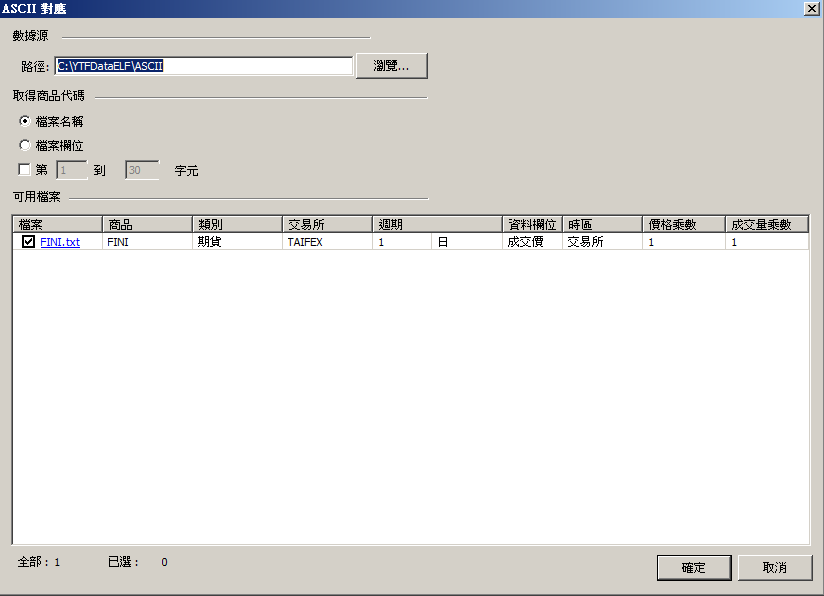 ASCII 對應
數據源
路徑: C:\YTFDataELF\ASCII 瀏覽...
取得商品代碼
檔案名稱
檔案欄位
第 1 到 30 字元
可用檔案
檔案 商品 類別 交易所 週期 資料欄位 時區 價格乘數 成交量乘數
FINI.txt FINI 期貨 TAIFEX 1 日 成交價 交易所 1 1
全部: 1 已選: 0 確定 取消